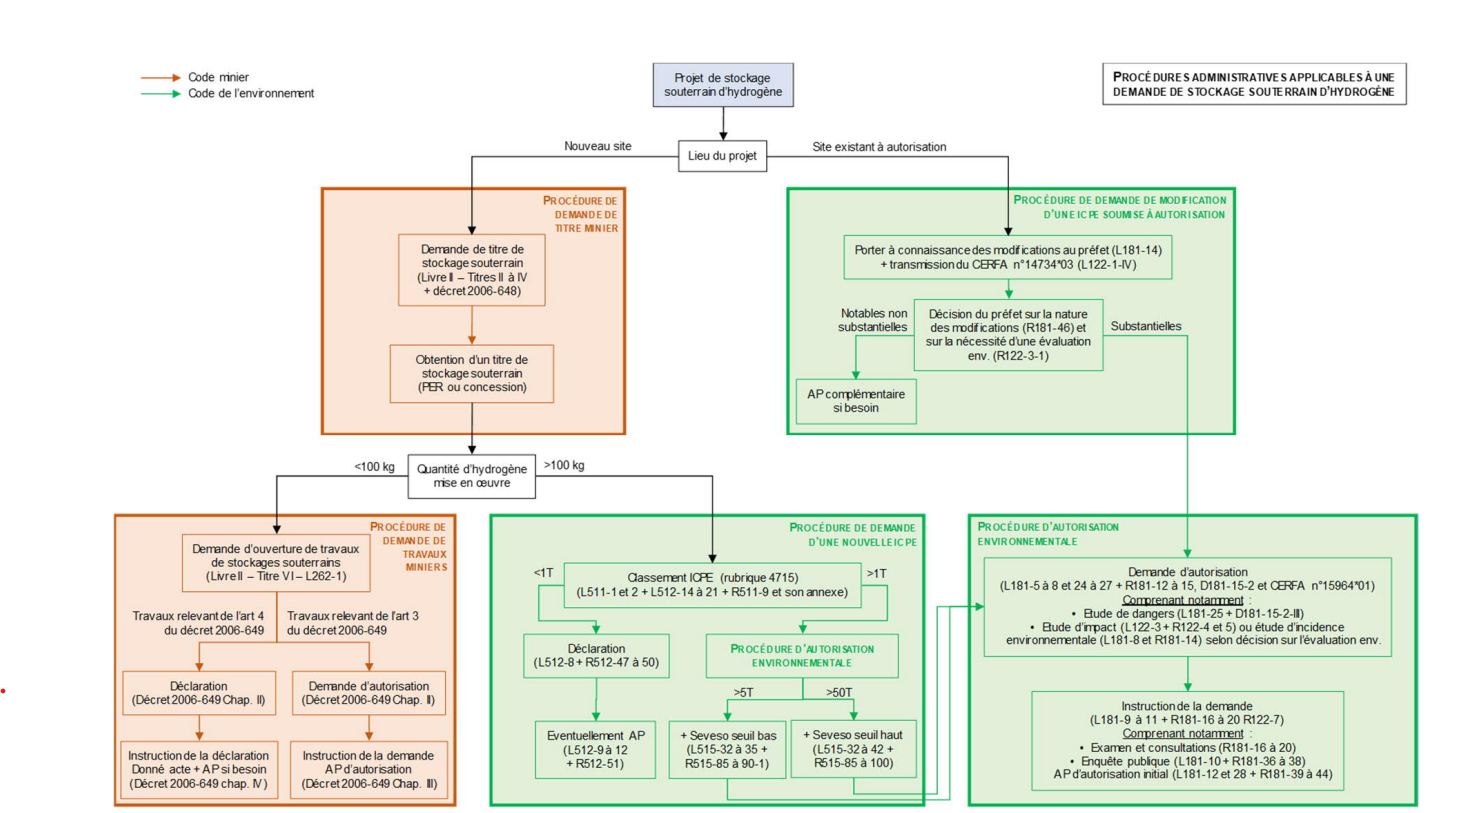 Code minier
Code de l'environnement
Projet de stockage
souterrain d'hydrogène
PROCÉDURES ADMINISTRATIVES APPLICABLES À UNE
DEMANDE DE STOCKAGE SOUTERRAIN D'HYDROGÈNE
Nouveau site
Lieu du projet
Site existant à autorisation
PROCÉDURE DE
DEMANDE DE
TITRE MINIER
Demande de titre de
stockage souterrain
(Livre II – Titres II à IV
+ décret 2006-648)
Obtention d'un titre de
stockage souterrain
(PER ou concession)
PROCÉDURE DE DEMANDE DE MODIFICATION
D'UNE ICPE SOUMISE À AUTORISATION
Porter à connaissance des modifications au préfet (L181-14)
+ transmission du CERFA n°14734*03 (L122-1-IV)
Notables non
substantielles
Décision du préfet sur la nature
des modifications (R181-46) et
sur la nécessité d'une évaluation
env. (R122-3-1)
Substantielles
AP complémentaire
si besoin
<100 kg
Quantité d'hydrogène
mise en œuvre
>100 kg
PROCÉDURE DE
DEMANDE DE
TRAVAUX
MINIERS
Demande d'ouverture de travaux
de stockages souterrains
(Livre II – Titre VI – L262-1)
Travaux relevant de l'art 4
du décret 2006-649
Travaux relevant de l'art 3
du décret 2006-649
Déclaration
(Décret 2006-649 Chap. II)
Demande d'autorisation
(Décret 2006-649 Chap. II)
Instruction de la déclaration
Donné acte + AP si besoin
(Décret 2006-649 chap. IV)
Instruction de la demande
AP d'autorisation
(Décret 2006-649 Chap. III)
PROCÉDURE DE DEMANDE
D'UNE NOUVELLE ICPE
<1T
Classement ICPE (rubrique 4715)
(L511-1 et 2 + L512-14 à 21 + R511-9 et son annexe)
>1T
Déclaration
(L512-8 + R512-47 à 50)
PROCÉDURE D'AUTORISATION
ENVIRONNEMENTALE
>5T
>50T
Eventuellement AP
(L512-9 à 12
+ R512-51)
+ Seveso seuil bas
(L515-32 à 35 +
R515-85 à 90-1)
+ Seveso seuil haut
(L515-32 à 42 +
R515-85 à 100)
PROCÉDURE D'AUTORISATION
ENVIRONNEMENTALE
Demande d'autorisation
(L181-5 à 8 et 24 à 27 + R181-12 à 15, D181-15-2 et CERFA n°15964*01)
Comprenant notamment :
• Etude de dangers (L181-25 + D181-15-2-III)
• Etude d'impact (L122-3 + R122-4 et 5) ou étude d'incidence
environnementale (L181-8 et R181-14) selon décision sur l'évaluation env.
Instruction de la demande
(L181-9 à 11 + R181-16 à 20 R122-7)
Comprenant notamment :
• Examen et consultations (R181-16 à 20)
• Enquête publique (L181-10 + R181-36 à 38)
AP d'autorisation initial (L181-12 et 28 + R181-39 à 44)